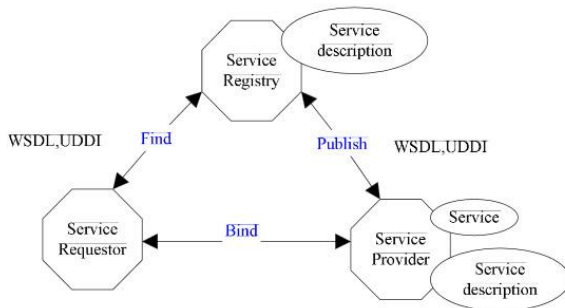 Service
description
Service
Registry
WSDL,UDDI
Find
Publish
WSDL,UDDI
Service
Requestor
Bind
Service
Provider
Service
Service
description